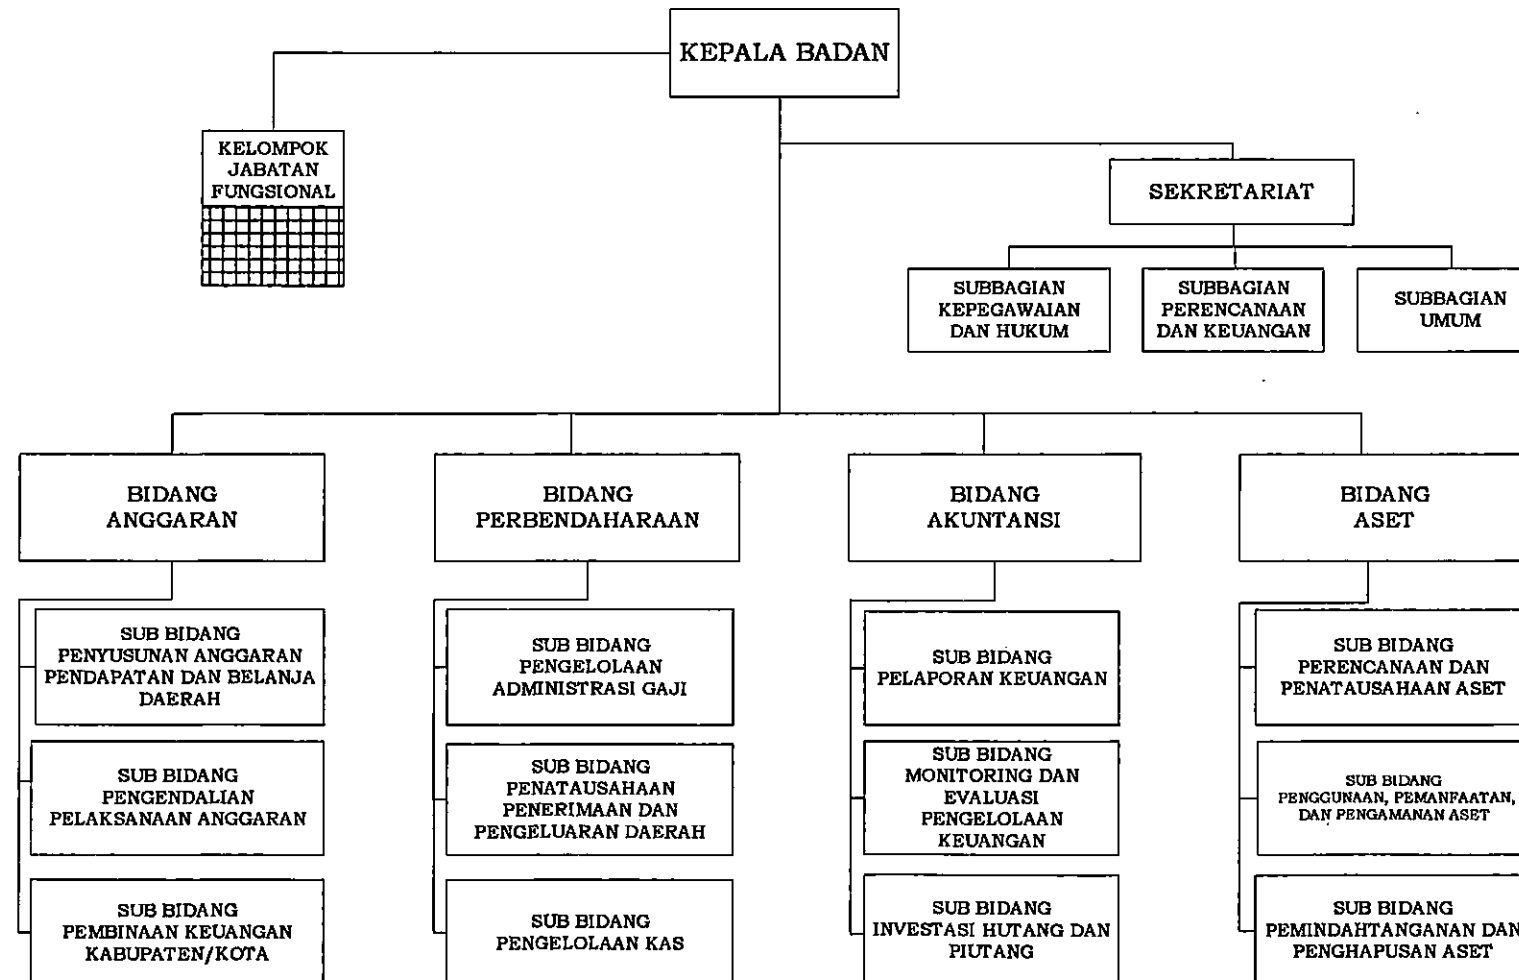 KEPALA BADAN
KELOMPOK
JABATAN
FUNGSIONAL
SEKRETARIAT
SUBBAGIAN
KEPEGAWAIAN
DAN HUKUM
SUBBAGIAN
PERENCANAAN
DAN KEUANGAN
SUBBAGIAN
UMUM
BIDANG
ANGGARAN
BIDANG
PERBENDAHARAAN
BIDANG
AKUNTANSI
BIDANG
ASET
SUB BIDANG
PENYUSUNAN ANGGARAN
PENDAPATAN DAN BELANJA
DAERAH
SUB BIDANG
PENGELOLAAN
ADMINISTRASI GAJI
SUB BIDANG
PELAPORAN KEUANGAN
SUB BIDANG
PERENCANAAN DAN
PENATAUSAHAAN ASET
SUB BIDANG
PENGENDALIAN
PELAKSANAAN ANGGARAN
SUB BIDANG
PENATAUSAHAAN
PENERIMAAN DAN
PENGELUARAN DAERAH
SUB BIDANG
MONITORING DAN
EVALUASI
PENGELOLAAN
KEUANGAN
SUB BIDANG
PENGGUNAAN, PEMANFAATAN,
DAN PENGAMANAN ASET
SUB BIDANG
PEMBINAAN KEUANGAN
KABUPATEN/KOTA
SUB BIDANG
PENGELOLAAN KAS
SUB BIDANG
INVESTASI HUTANG DAN
PIUTANG
SUB BIDANG
PEMINDAHTANGANAN DAN
PENGHAPUSAN ASET